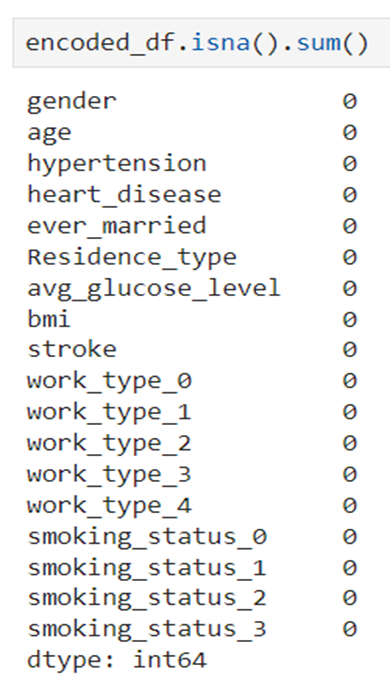 encoded_df.isna().sum()
gender 0
age 0
hypertension 0
heart_disease 0
ever_married 0
Residence_type 0
avg_glucose_level 0
bmi 0
stroke 0
work_type_0 0
work_type_1 0
work_type_2 0
work_type_3 0
work_type_4 0
smoking_status_0 0
smoking_status_1 0
smoking_status_2 0
smoking_status_3 0
dtype: int64